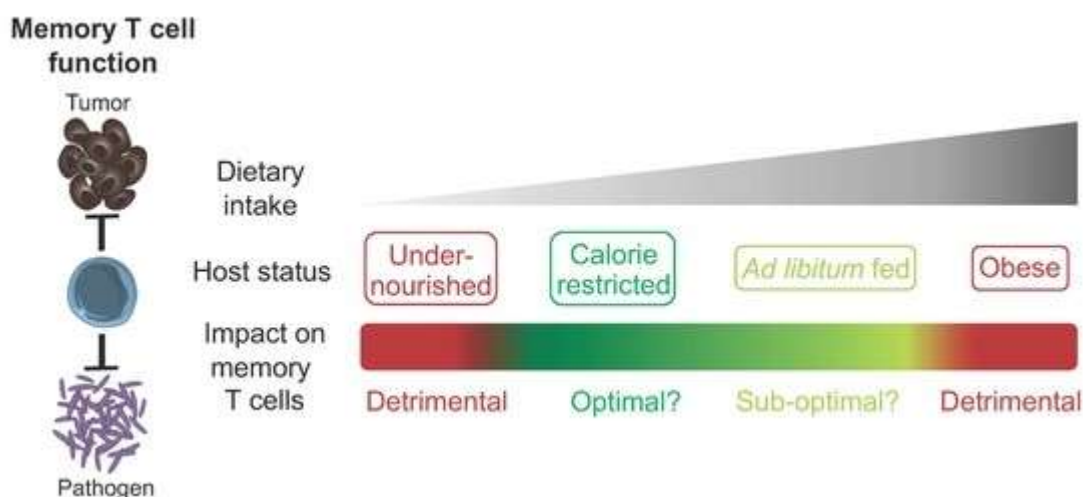 Memory T cell
function
Tumor
Pathogen
Dietary
intake
Host status
Under-
nourished
Calorie
restricted
Ad libitum fed
Obese
Impact on
memory
T cells
Detrimental
Optimal?
Sub-optimal?
Detrimental